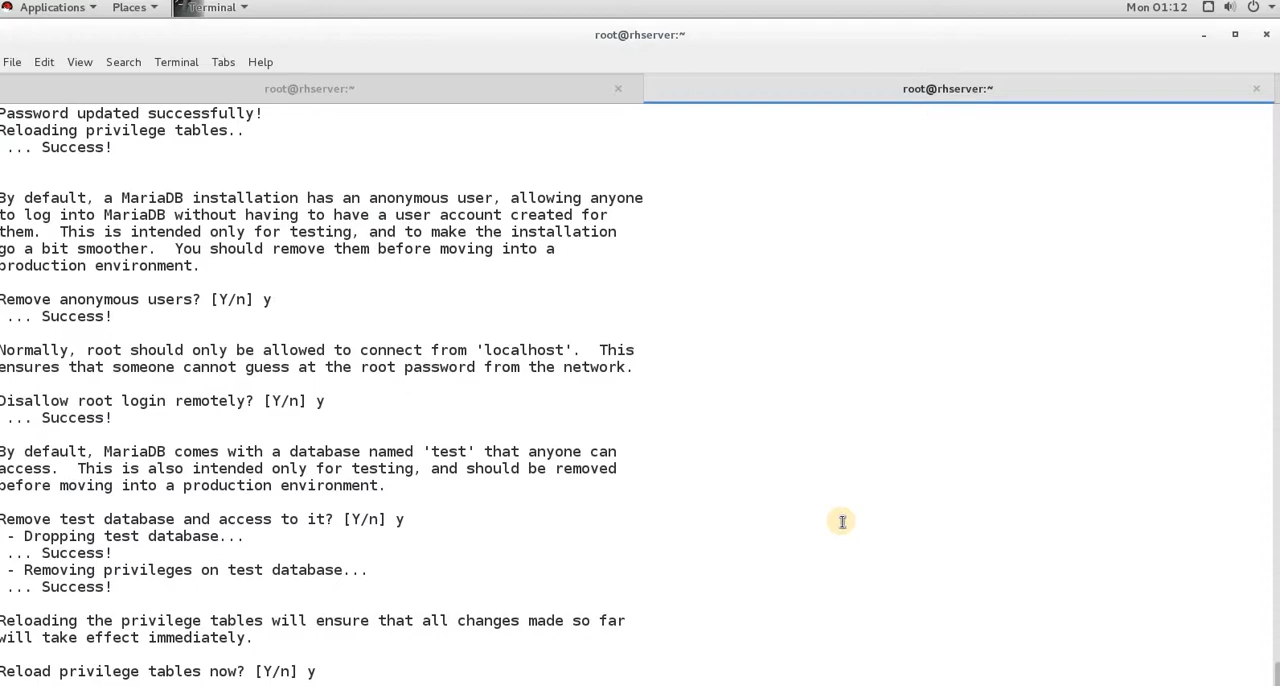 Applications Places Terminal Mon 01:12
root@rhserver:~
File Edit View Search Terminal Tabs Help
root@rhserver:~ × root@rhserver:~ ×
Password updated successfully!
Reloading privilege tables..
... Success!
By default, a MariaDB installation has an anonymous user, allowing anyone
to log into MariaDB without having to have a user account created for
them.  This is intended only for testing, and to make the installation
go a bit smoother.  You should remove them before moving into a
production environment.
Remove anonymous users? [Y/n] y
... Success!
Normally, root should only be allowed to connect from 'localhost'.  This
ensures that someone cannot guess at the root password from the network.
Disallow root login remotely? [Y/n] y
... Success!
By default, MariaDB comes with a database named 'test' that anyone can
access.  This is also intended only for testing, and should be removed
before moving into a production environment.
Remove test database and access to it? [Y/n] y
- Dropping test database...
... Success!
- Removing privileges on test database...
... Success!
Reloading the privilege tables will ensure that all changes made so far
will take effect immediately.
Reload privilege tables now? [Y/n] y